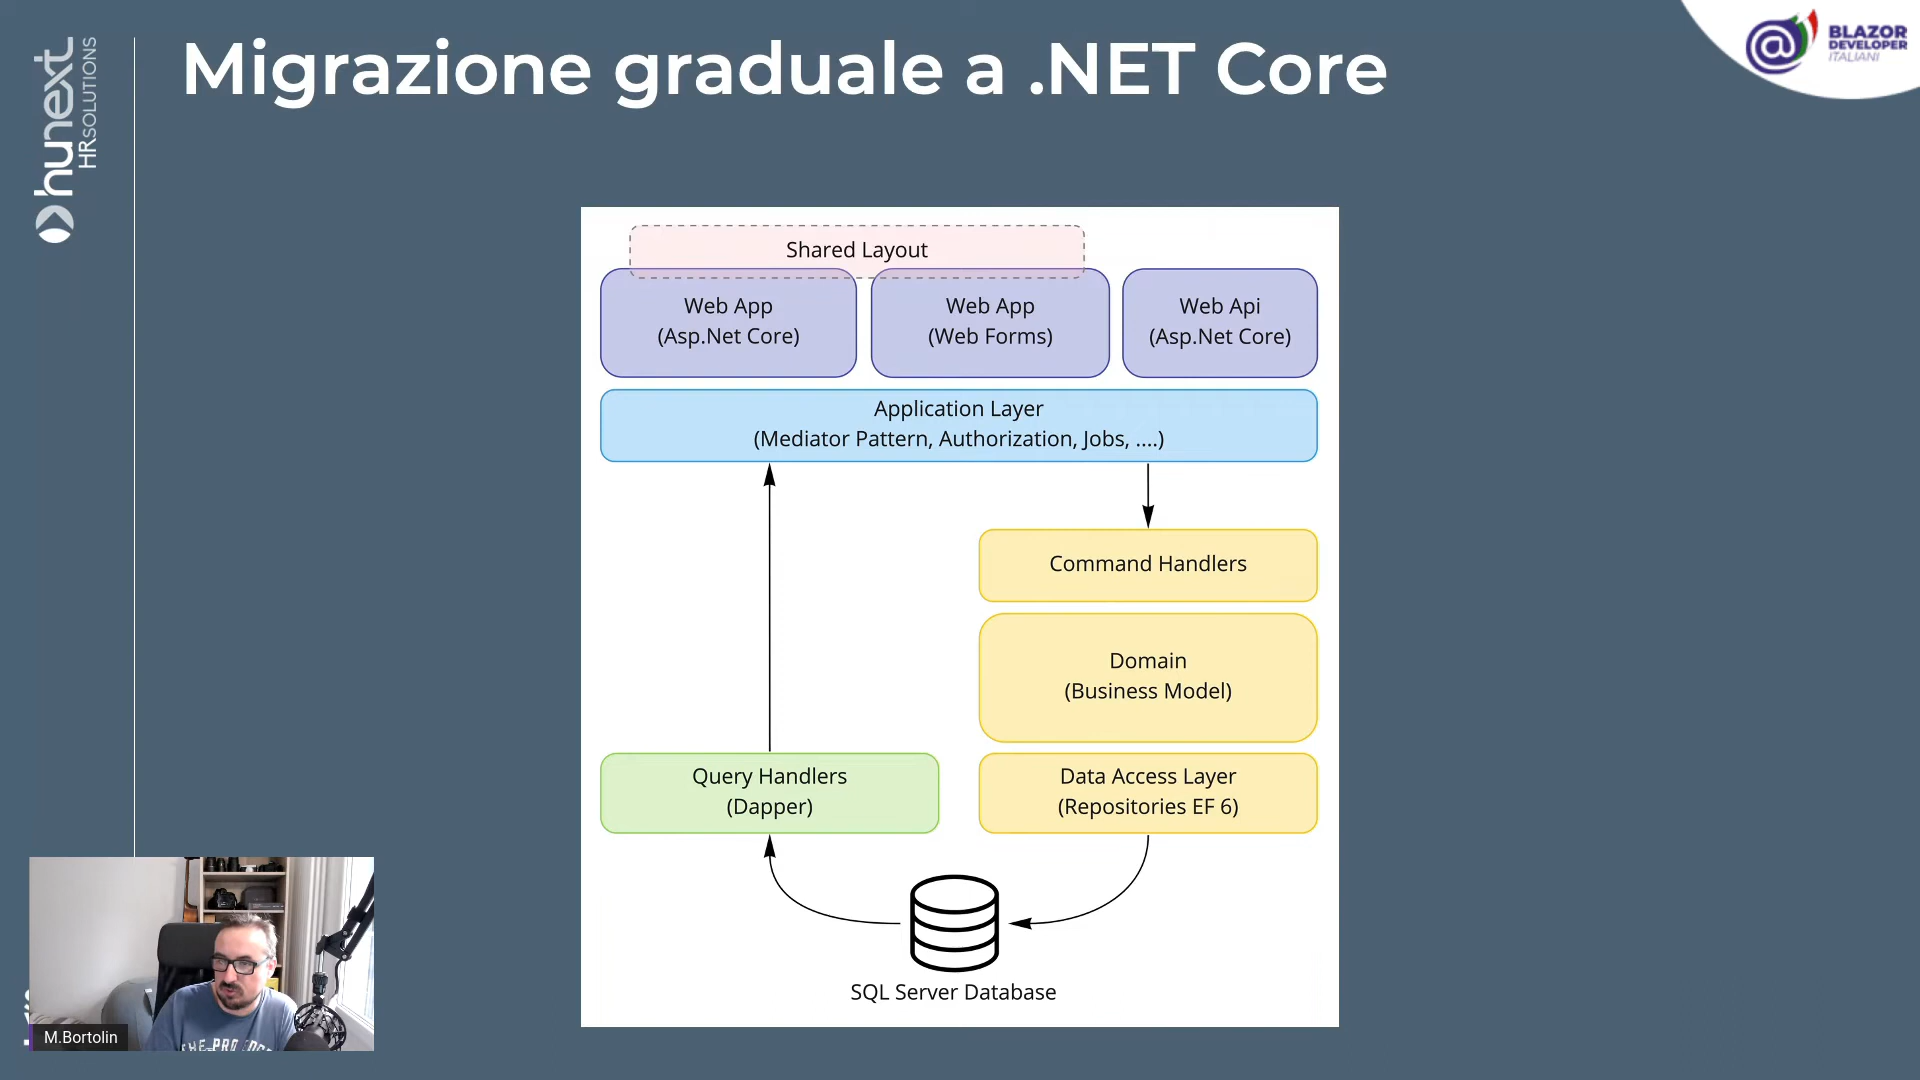 Migrazione graduale a .NET Core
hunext
HRSOLUTIONS
BLAZOR
DEVELOPER
ITALIANI
Shared Layout
Web App
(Asp.Net Core)
Web App
(Web Forms)
Web Api
(Asp.Net Core)
Application Layer
(Mediator Pattern, Authorization, Jobs, ....)
Command Handlers
Domain
(Business Model)
Query Handlers
(Dapper)
Data Access Layer
(Repositories EF 6)
SQL Server Database
M.Bortolin